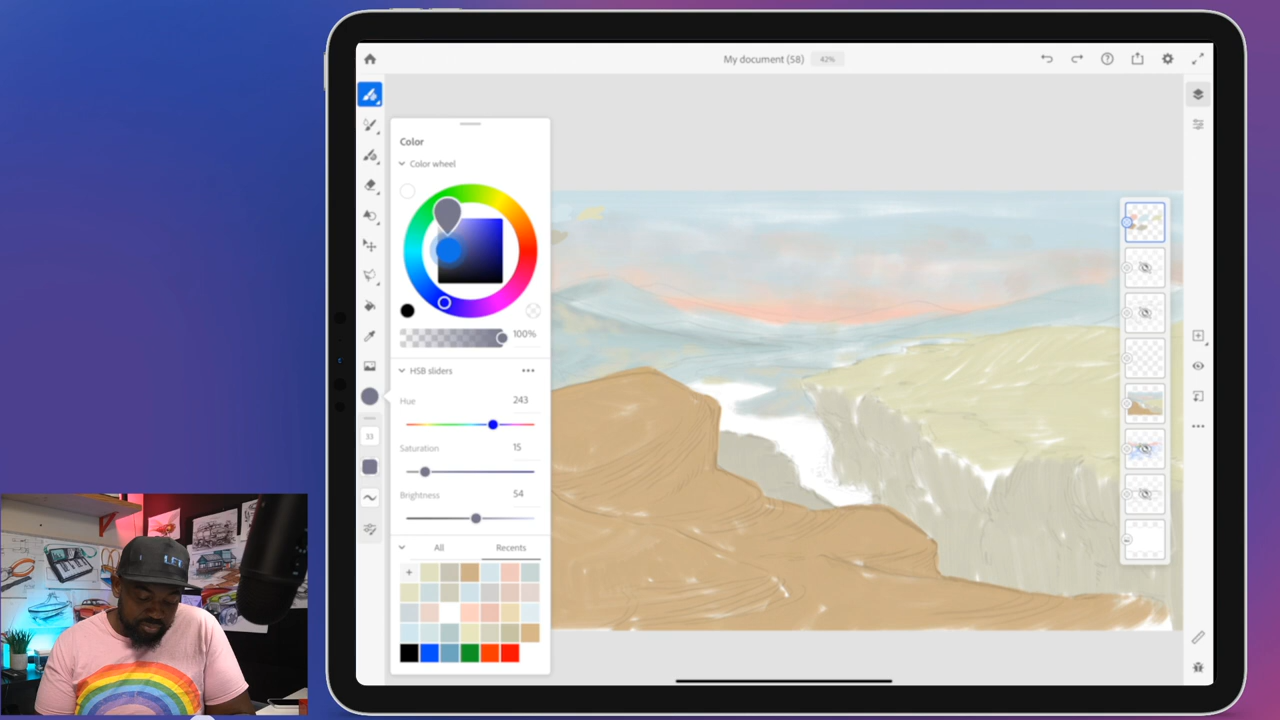 My document (58) 42%
Color
Color wheel
100%
HSB sliders
Hue 243
Saturation 15
33
Brightness 54
All Recents